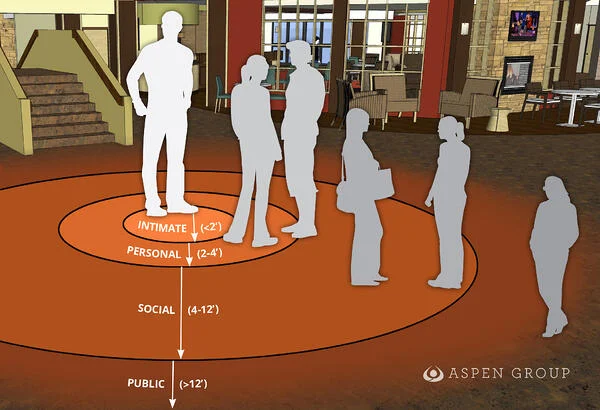 INTIMATE (<2')
PERSONAL (2-4')
SOCIAL (4-12')
PUBLIC (>12')
ASPEN GROUP